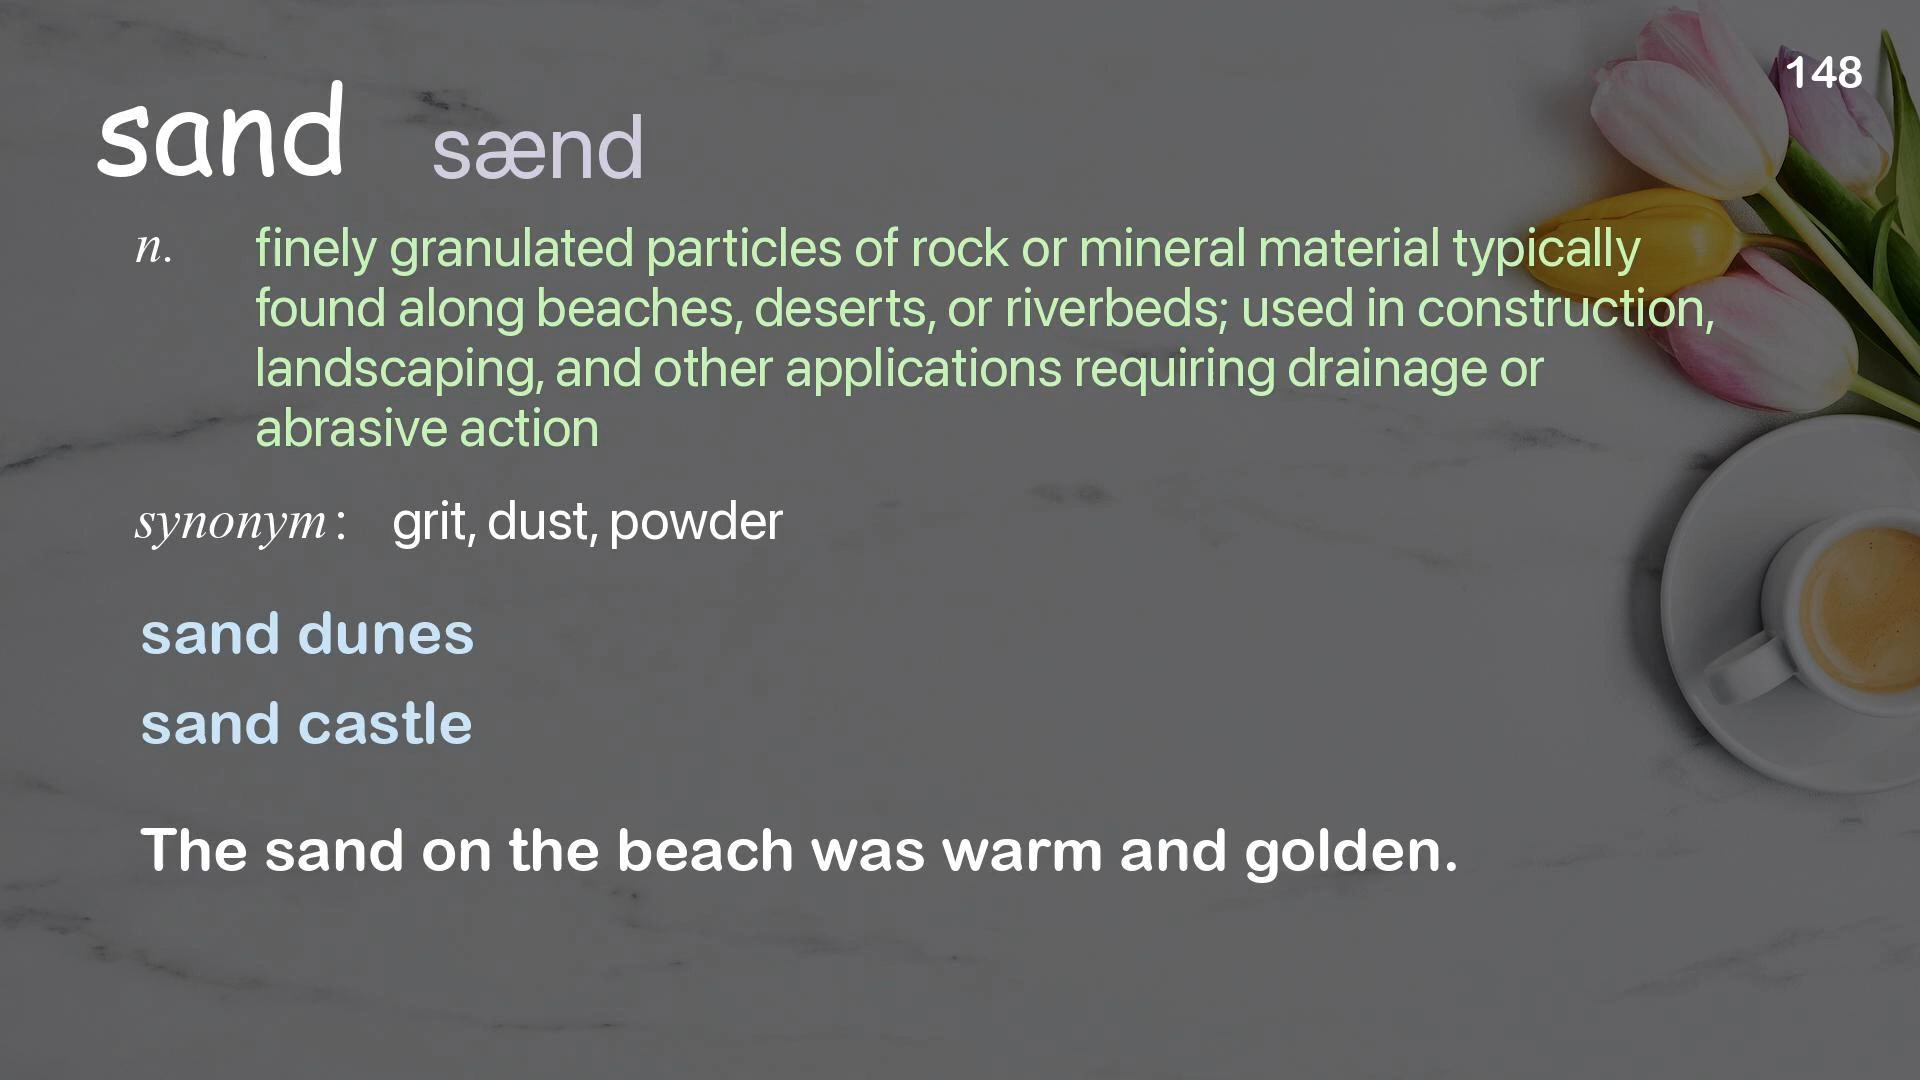 148
sand sænd
n. finely granulated particles of rock or mineral material typically
found along beaches, deserts, or riverbeds; used in construction,
landscaping, and other applications requiring drainage or
abrasive action
synonym : grit, dust, powder
sand dunes
sand castle
The sand on the beach was warm and golden.